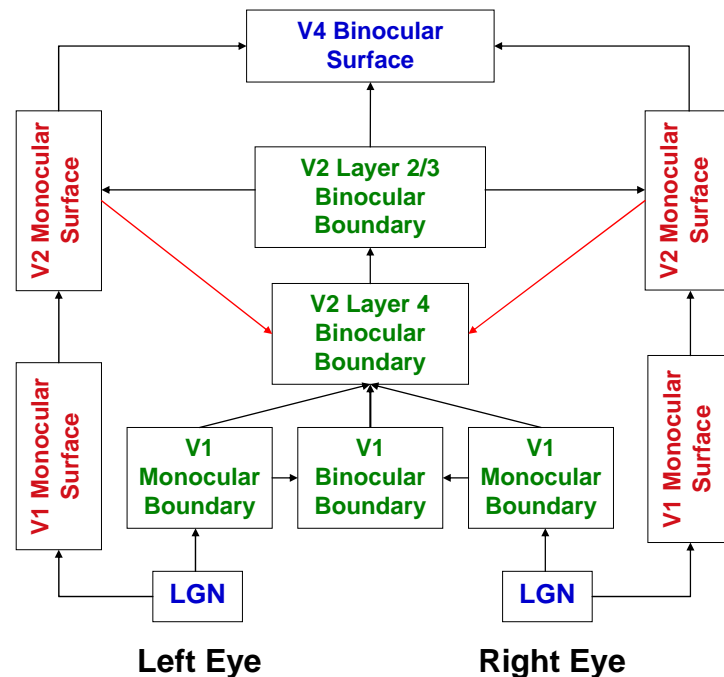 V4 Binocular
Surface
V2 Monocular
Surface
V2 Layer 2/3
Binocular
Boundary
V2 Monocular
Surface
V2 Layer 4
Binocular
Boundary
V1 Monocular
Surface
V1
Monocular
Boundary
V1
Binocular
Boundary
V1
Monocular
Boundary
V1 Monocular
Surface
LGN
LGN
Left Eye
Right Eye